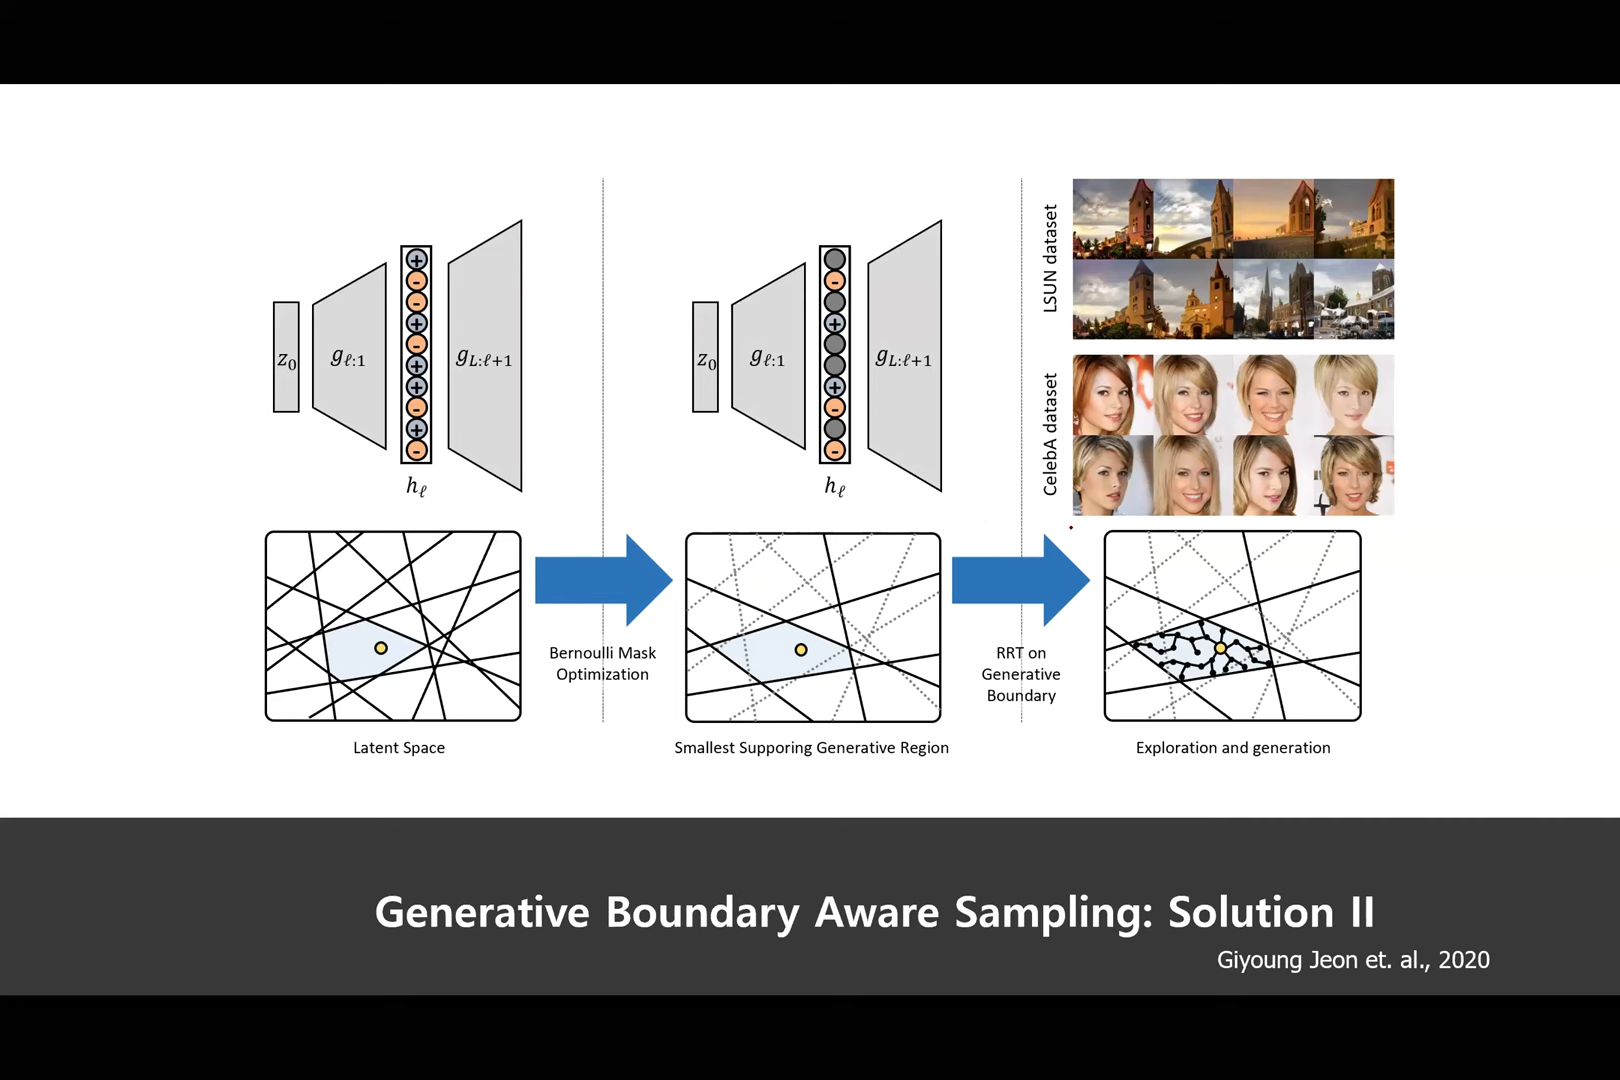 z₀
gℓ:1
+
-
-
+
-
+
+
-
+
-
hℓ
gL:ℓ+1
z₀
gℓ:1
-
+
+
-
-
hℓ
gL:ℓ+1
LSUN dataset
CelebA dataset
Bernoulli Mask
Optimization
RRT on
Generative
Boundary
Latent Space
Smallest Supporing Generative Region
Exploration and generation
Generative Boundary Aware Sampling: Solution II
Giyoung Jeon et. al., 2020